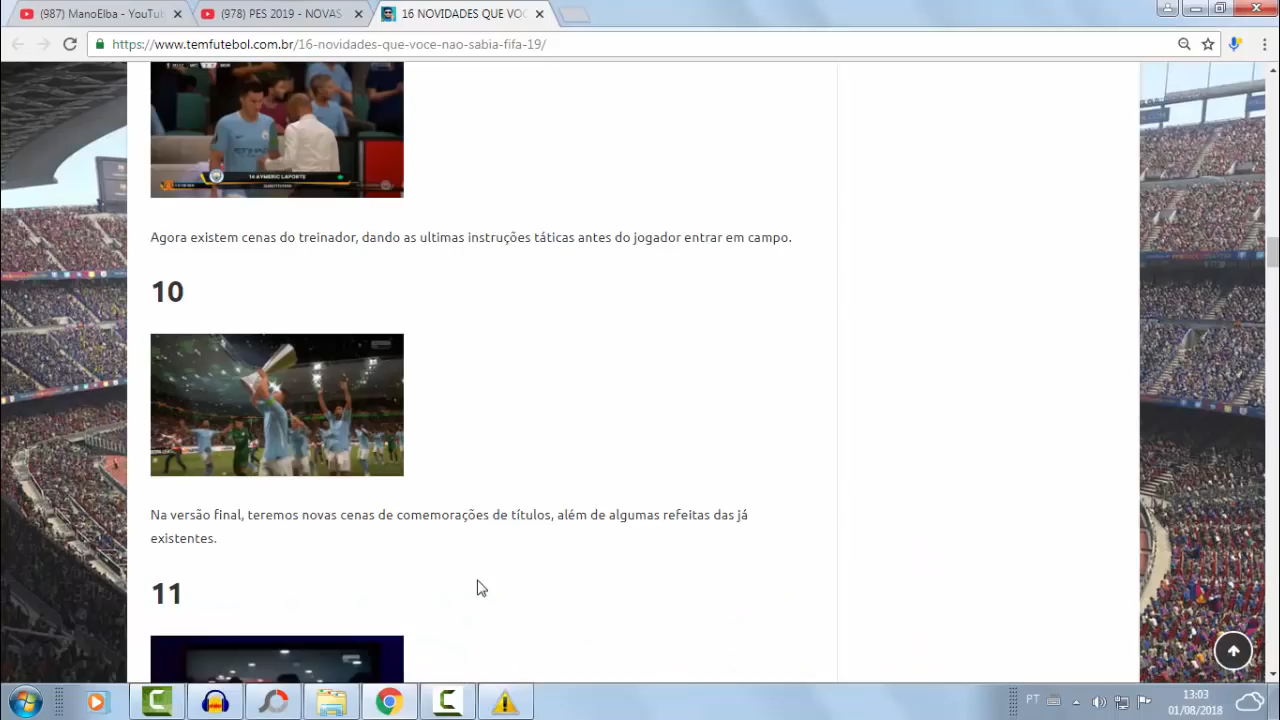 (987) ManoElba - YouTub
(978) PES 2019 - NOVAS
16 NOVIDADES QUE VOC
https://www.temfutebol.com.br/16-novidades-que-voce-nao-sabia-fifa-19/
14 AYMERIC LAPORTE
SUBSTITUTIONS
Agora existem cenas do treinador, dando as ultimas instruções táticas antes do jogador entrar em campo.
10
Na versão final, teremos novas cenas de comemorações de títulos, além de algumas refeitas das já
existentes.
11
PT
13:03
01/08/2018